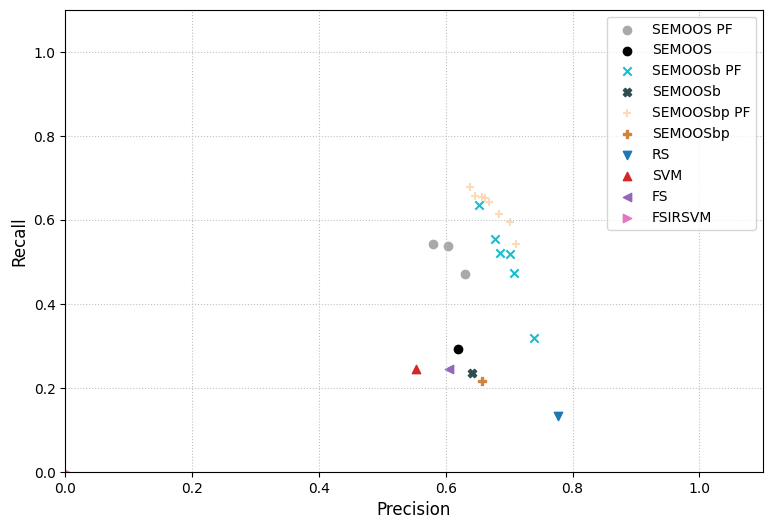 SEMOOS PF
SEMOOS
SEMOOSb PF
SEMOOSb
SEMOOSbp PF
SEMOOSbp
RS
SVM
FS
FSIRSVM
1.0
0.8
0.6
0.4
0.2
0.0
Recall
0.0 0.2 0.4 0.6 0.8 1.0
Precision